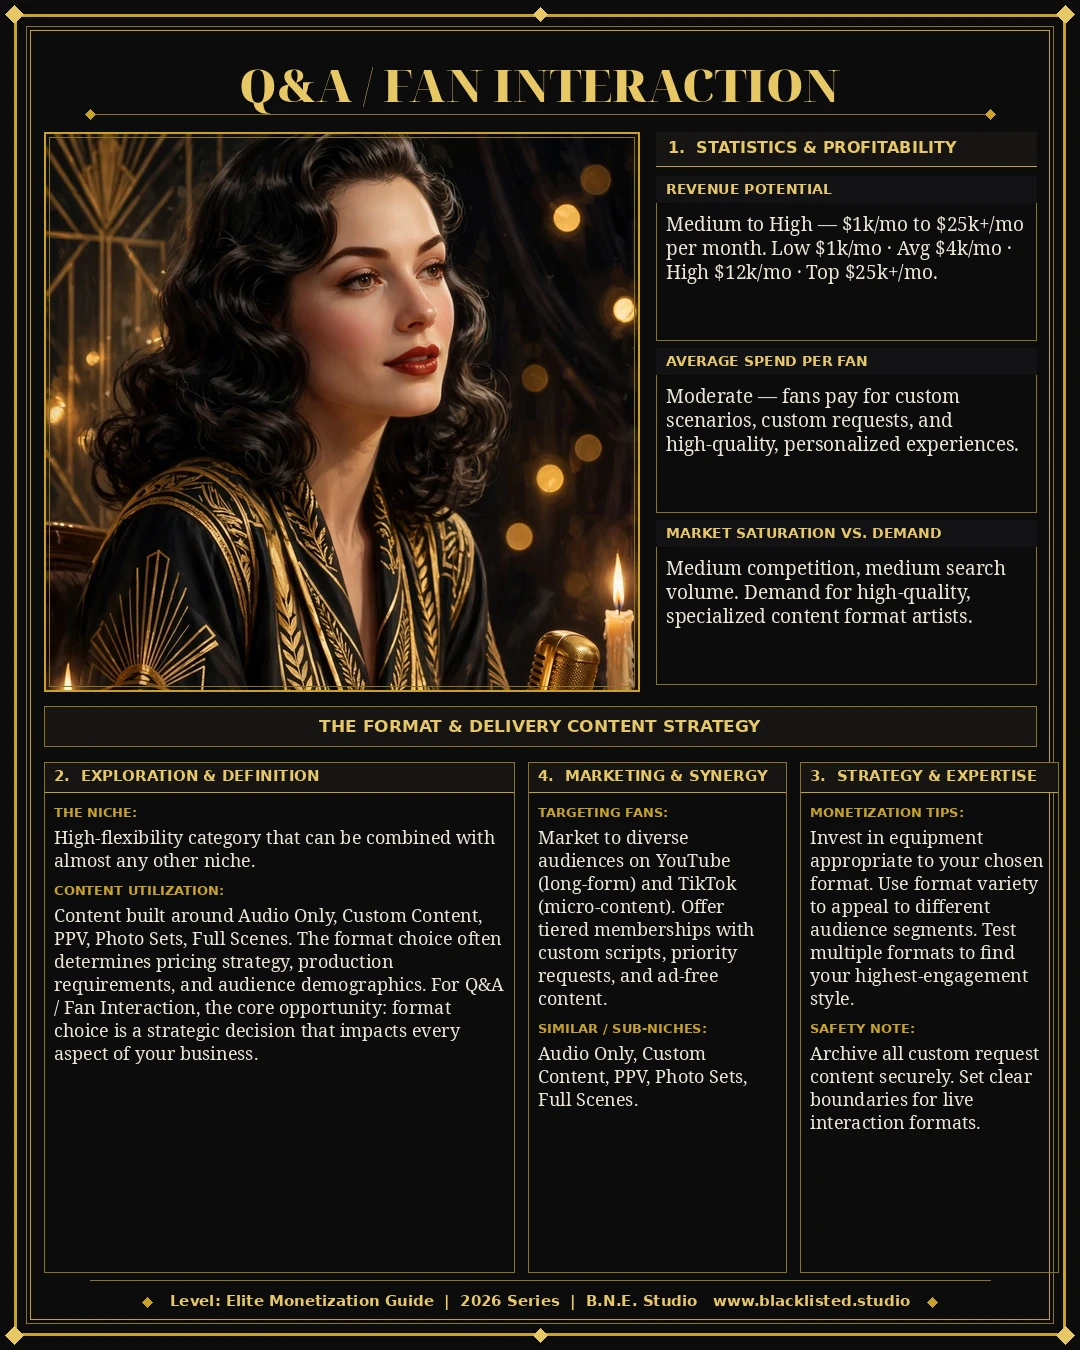 Q&A / FAN INTERACTION
1. STATISTICS & PROFITABILITY
REVENUE POTENTIAL
Medium to High — $1k/mo to $25k+/mo
per month. Low $1k/mo · Avg $4k/mo ·
High $12k/mo · Top $25k+/mo.
AVERAGE SPEND PER FAN
Moderate — fans pay for custom
scenarios, custom requests, and
high-quality, personalized experiences.
MARKET SATURATION VS. DEMAND
Medium competition, medium search
volume. Demand for high-quality,
specialized content format artists.
THE FORMAT & DELIVERY CONTENT STRATEGY
2. EXPLORATION & DEFINITION
THE NICHE:
High-flexibility category that can be combined with
almost any other niche.
CONTENT UTILIZATION:
Content built around Audio Only, Custom Content,
PPV, Photo Sets, Full Scenes. The format choice often
determines pricing strategy, production
requirements, and audience demographics. For Q&A
/ Fan Interaction, the core opportunity: format
choice is a strategic decision that impacts every
aspect of your business.
4. MARKETING & SYNERGY
TARGETING FANS:
Market to diverse
audiences on YouTube
(long-form) and TikTok
(micro-content). Offer
tiered memberships with
custom scripts, priority
requests, and ad-free
content.
SIMILAR / SUB-NICHES:
Audio Only, Custom
Content, PPV, Photo Sets,
Full Scenes.
3. STRATEGY & EXPERTISE
MONETIZATION TIPS:
Invest in equipment
appropriate to your chosen
format. Use format variety
to appeal to different
audience segments. Test
multiple formats to find
your highest-engagement
style.
SAFETY NOTE:
Archive all custom request
content securely. Set clear
boundaries for live
interaction formats.
Level: Elite Monetization Guide | 2026 Series | B.N.E. Studio www.blacklisted.studio